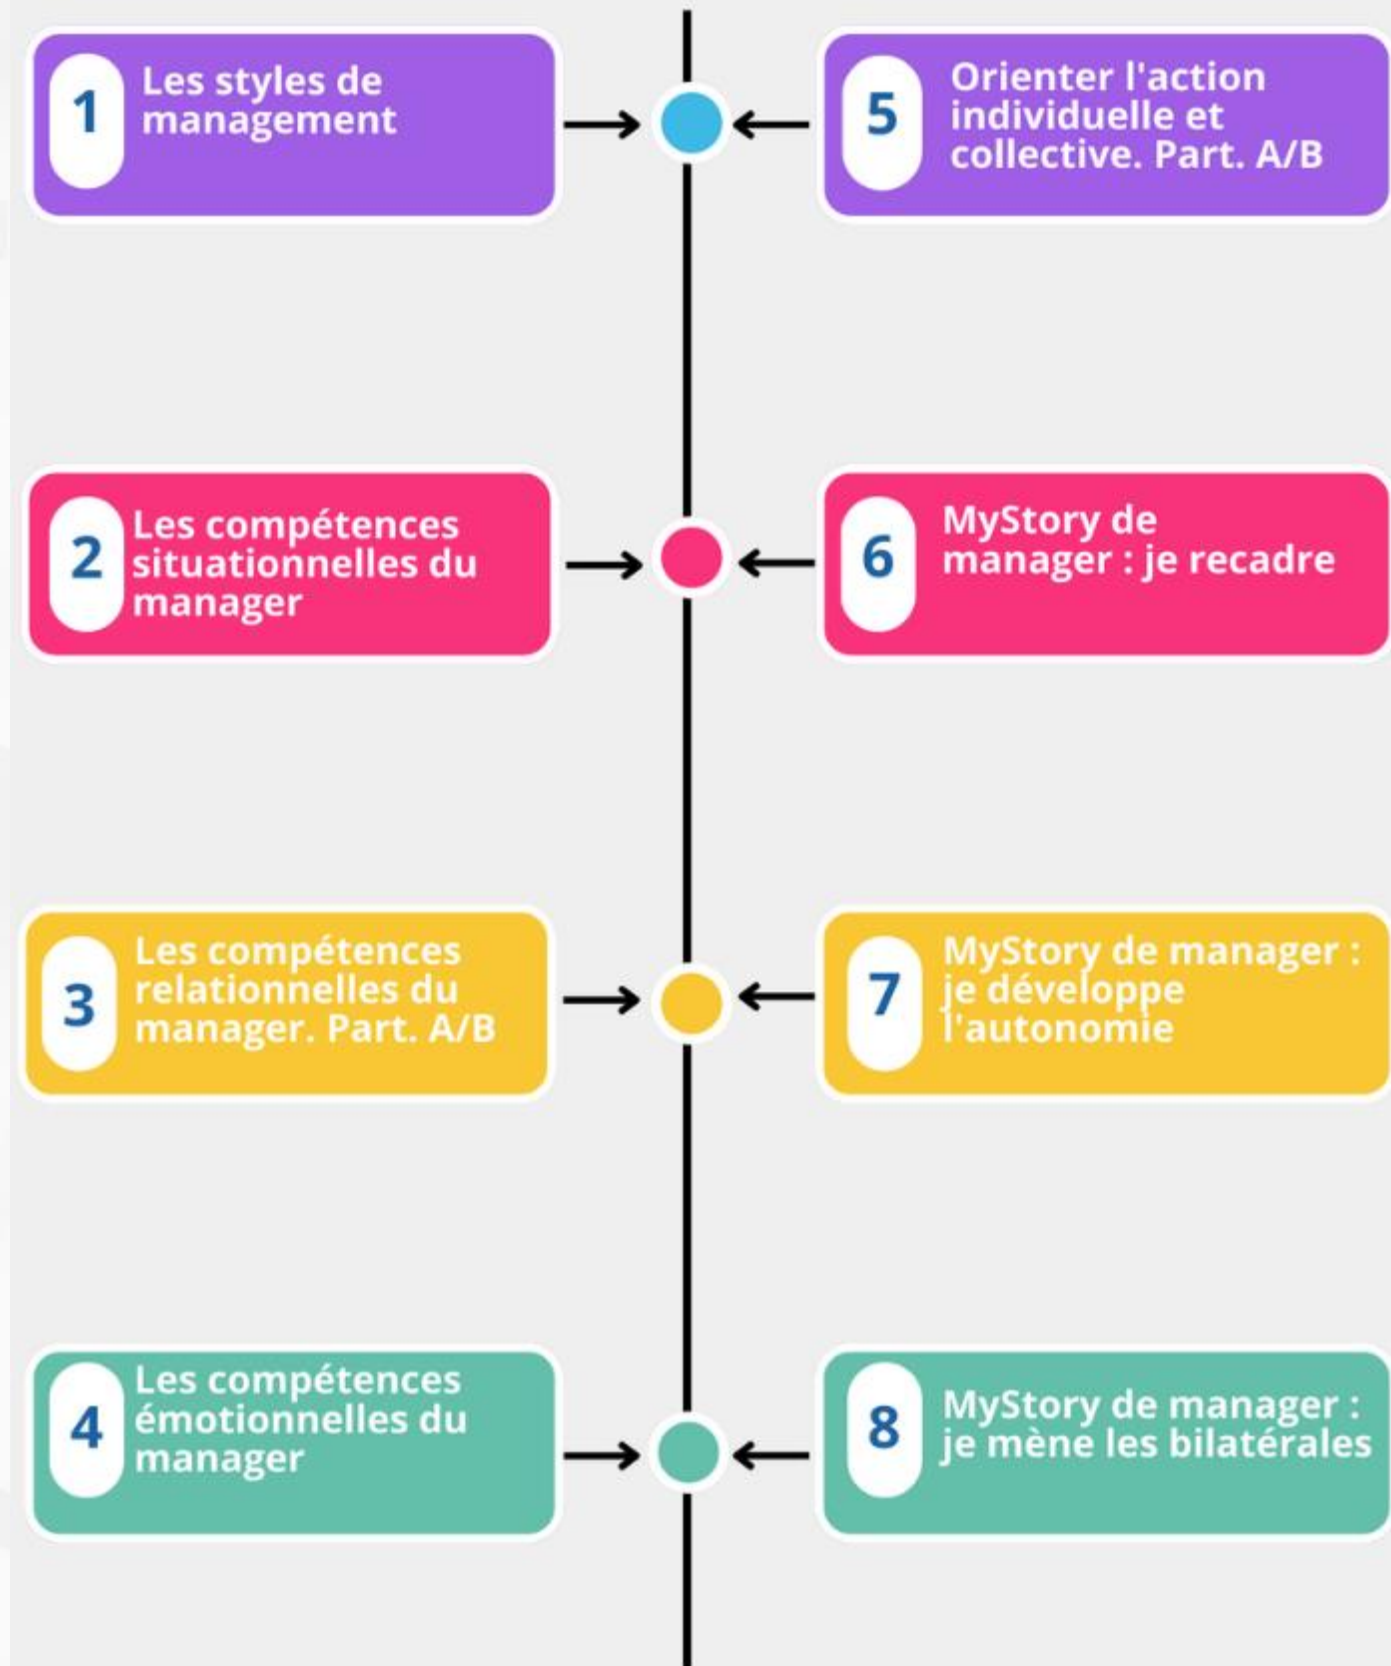 1
Les styles de
management
2
Les compétences
situationnelles du
manager
3
Les compétences
relationnelles du
manager. Part. A/B
4
Les compétences
émotionnelles du
manager
5
Orienter l'action
individuelle et
collective. Part. A/B
6
MyStory de
manager : je recadre
7
MyStory de manager :
je développe
l'autonomie
8
MyStory de manager :
je mène les bilatérales